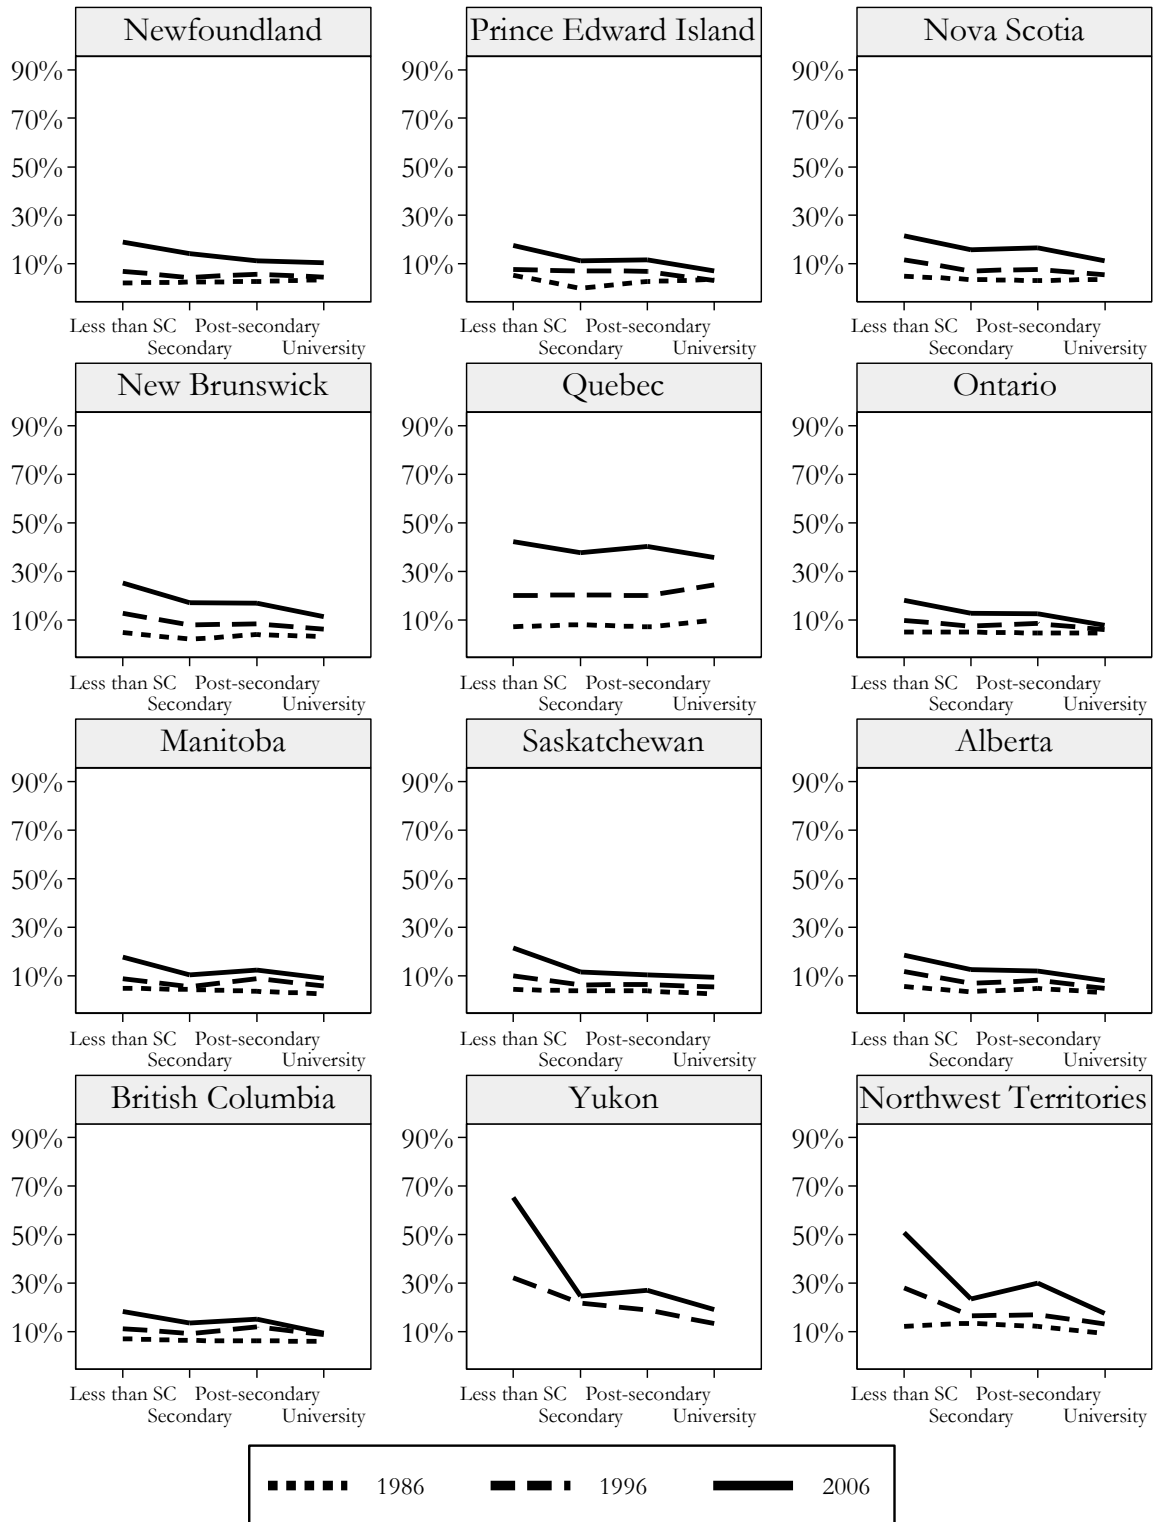 Newfoundland Prince Edward Island Nova Scotia
90% 90% 90%
70% 70% 70%
50% 50% 50%
30% 30% 30%
10% 10% 10%
Less than SC Post-secondary Less than SC Post-secondary Less than SC Post-secondary
Secondary University Secondary University Secondary University
New Brunswick Quebec Ontario
90% 90% 90%
70% 70% 70%
50% 50% 50%
30% 30% 30%
10% 10% 10%
Less than SC Post-secondary Less than SC Post-secondary Less than SC Post-secondary
Secondary University Secondary University Secondary University
Manitoba Saskatchewan Alberta
90% 90% 90%
70% 70% 70%
50% 50% 50%
30% 30% 30%
10% 10% 10%
Less than SC Post-secondary Less than SC Post-secondary Less than SC Post-secondary
Secondary University Secondary University Secondary University
British Columbia Yukon Northwest Territories
90% 90% 90%
70% 70% 70%
50% 50% 50%
30% 30% 30%
10% 10% 10%
Less than SC Post-secondary Less than SC Post-secondary Less than SC Post-secondary
Secondary University Secondary University Secondary University
1986 1996 2006